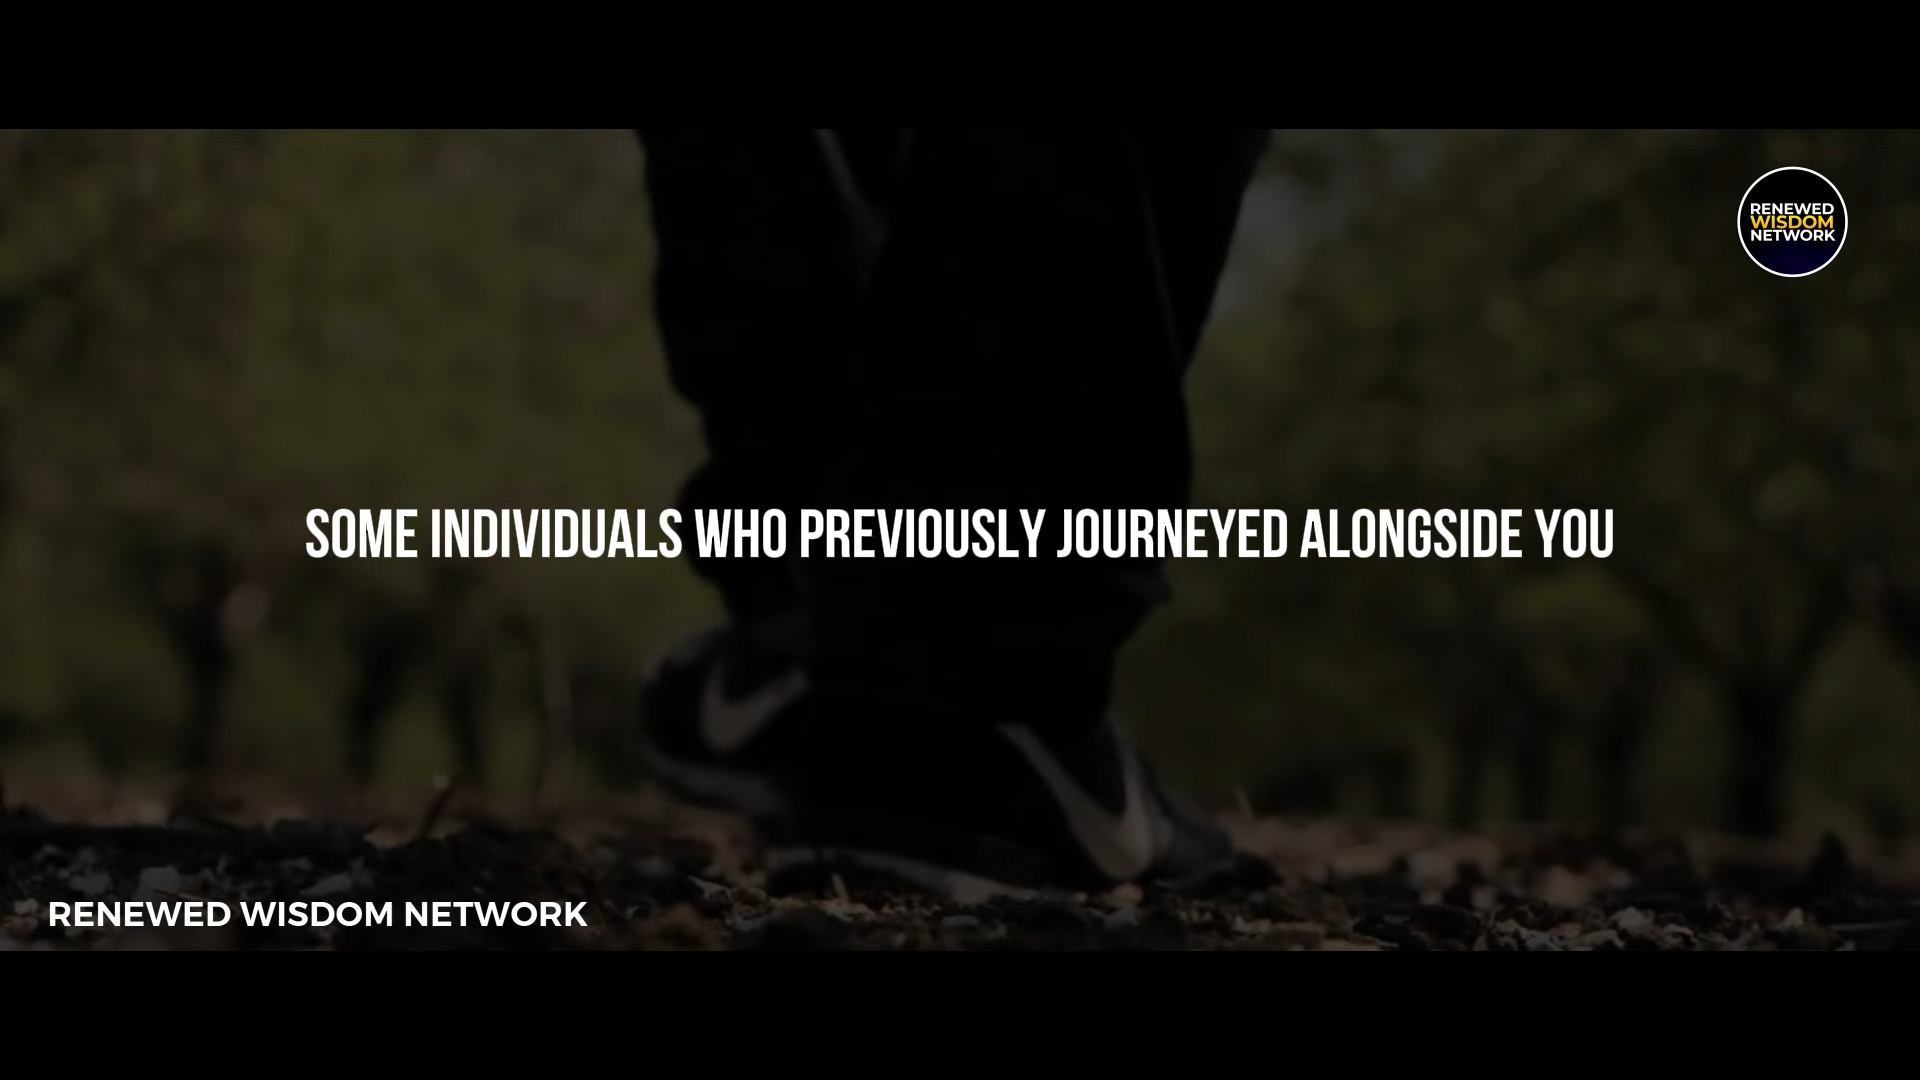 RENEWED
WISDOM
NETWORK
SOME INDIVIDUALS WHO PREVIOUSLY JOURNEYED ALONGSIDE YOU
RENEWED WISDOM NETWORK